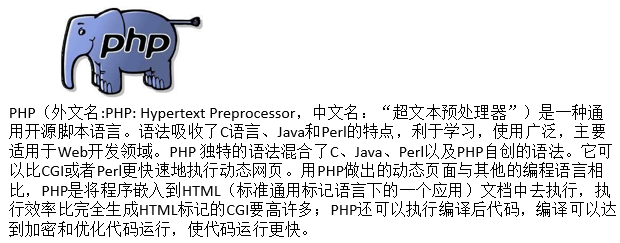 php
PHP（外文名:PHP: Hypertext Preprocessor，中文名：“超文本预处理器”）是一种通
用开源脚本语言。语法吸收了C语言、Java和Perl的特点，利于学习，使用广泛，主要
适用于Web开发领域。PHP 独特的语法混合了C、Java、Perl以及PHP自创的语法。它可
以比CGI或者Perl更快速地执行动态网页。用PHP做出的动态页面与其他的编程语言相
比，PHP是将程序嵌入到HTML（标准通用标记语言下的一个应用）文档中去执行，执
行效率比完全生成HTML标记的CGI要高许多；PHP还可以执行编译后代码，编译可以达
到加密和优化代码运行，使代码运行更快。